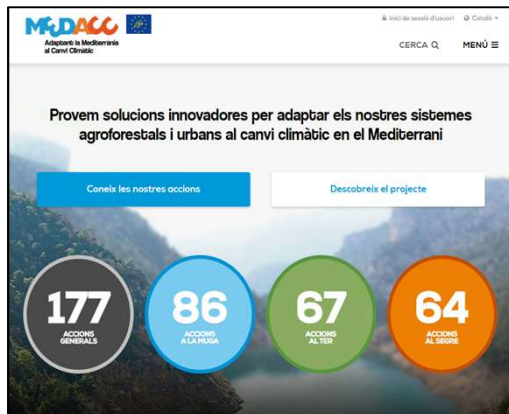 MEDACC
Adaptant la Mediterrània
al Canvi Climàtic
Inici de sessió d'usuari
Català
CERCA
MENÚ
Provem solucions innovadores per adaptar els nostres sistemes
agroforestals i urbans al canvi climàtic en el Mediterrani
Coneix les nostres accions
Descobreix el projecte
177
ACCIONS
GENERALS
86
ACCIONS
A LA MUGA
67
ACCIONS
AL TER
64
ACCIONS
AL SEGRE